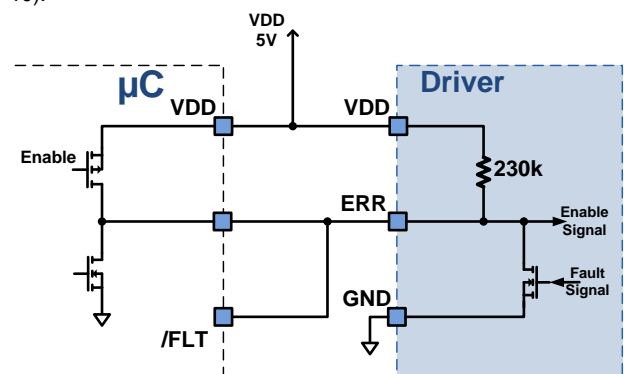 VDD
5V
µC
Driver
VDD
VDD
Enable
230k
ERR
Enable
Signal
Fault
Signal
GND
/FLT